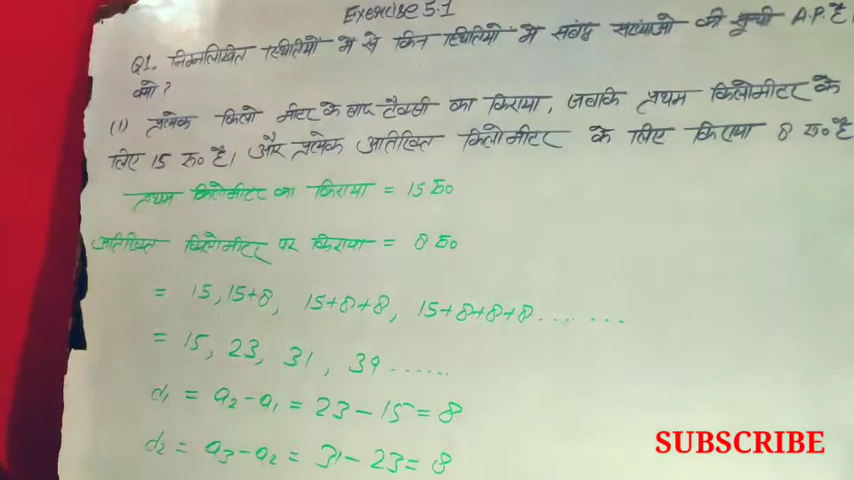 Exercise 5.1
Q1. निम्नलिखित स्थितियों में से किन स्थितियों में संबद्ध संख्याओं की सूची A.P. है
क्यों ?
(1) प्रत्येक किलो मीटर के बाद टैक्सी का किराया, जबकि प्रथम किलोमीटर के
लिए 15 रु० है। और प्रत्येक अतिरिक्त किलोमीटर के लिए किराया 8 रु० है
प्रथम किलोमीटर का किराया = 15 रु०
अतिरिक्त किलोमीटर पर किराया = 8 रु०
= 15, 15+8, 15+8+8, 15+8+8+8........
= 15, 23, 31, 39......
d₁ = a₂-a₁ = 23-15 = 8
d₂ = a₃-a₂ = 31-23 = 8
SUBSCRIBE